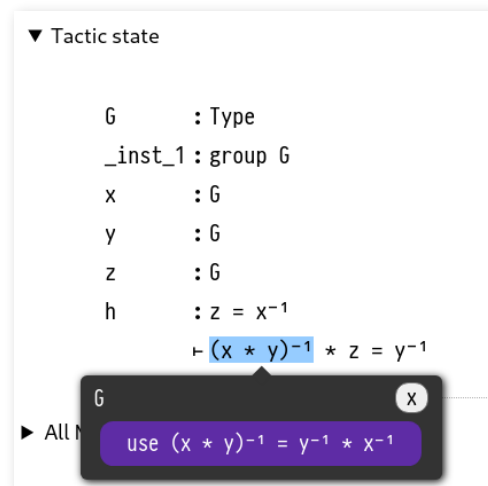 ▼ Tactic state
G : Type
_inst_1 : group G
x : G
y : G
z : G
h : z = x⁻¹
⊢ (x * y)⁻¹ * z = y⁻¹
G x
▶ All
use (x * y)⁻¹ = y⁻¹ * x⁻¹